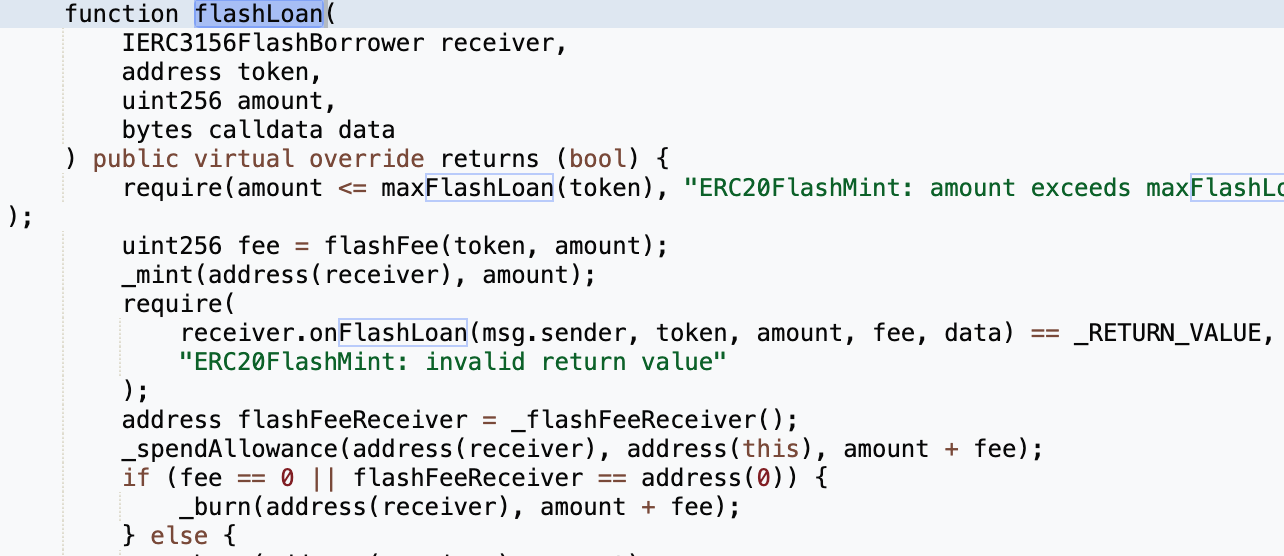 function flashLoan(
IERC3156FlashBorrower receiver,
address token,
uint256 amount,
bytes calldata data
) public virtual override returns (bool) {
require(amount <= maxFlashLoan(token), "ERC20FlashMint: amount exceeds
);
uint256 fee = flashFee(token, amount);
_mint(address(receiver), amount);
require(
receiver.onFlashLoan(msg.sender, token, amount, fee, data) == _RETURN_VALUE,
"ERC20FlashMint: invalid return value"
);
address flashFeeReceiver = _flashFeeReceiver();
_spendAllowance(address(receiver), address(this), amount + fee);
if (fee == 0 || flashFeeReceiver == address(0)) {
_burn(address(receiver), amount + fee);
} else {